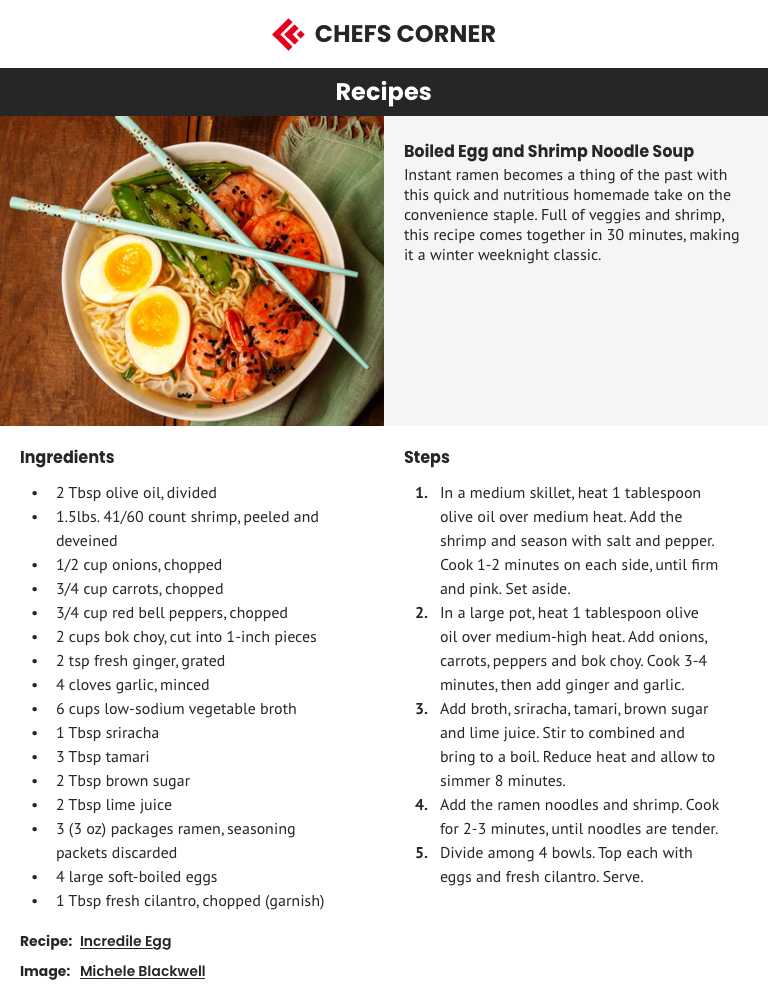 CHEFS CORNER
Recipes
Boiled Egg and Shrimp Noodle Soup
Instant ramen becomes a thing of the past with
this quick and nutritious homemade take on the
convenience staple. Full of veggies and shrimp,
this recipe comes together in 30 minutes, making
it a winter weeknight classic.
Ingredients
• 2 Tbsp olive oil, divided
• 1.5lbs. 41/60 count shrimp, peeled and
deveined
• 1/2 cup onions, chopped
• 3/4 cup carrots, chopped
• 3/4 cup red bell peppers, chopped
• 2 cups bok choy, cut into 1-inch pieces
• 2 tsp fresh ginger, grated
• 4 cloves garlic, minced
• 6 cups low-sodium vegetable broth
• 1 Tbsp sriracha
• 3 Tbsp tamari
• 2 Tbsp brown sugar
• 2 Tbsp lime juice
• 3 (3 oz) packages ramen, seasoning
packets discarded
• 4 large soft-boiled eggs
• 1 Tbsp fresh cilantro, chopped (garnish)
Steps
1. In a medium skillet, heat 1 tablespoon
olive oil over medium heat. Add the
shrimp and season with salt and pepper.
Cook 1-2 minutes on each side, until firm
and pink. Set aside.
2. In a large pot, heat 1 tablespoon olive
oil over medium-high heat. Add onions,
carrots, peppers and bok choy. Cook 3-4
minutes, then add ginger and garlic.
3. Add broth, sriracha, tamari, brown sugar
and lime juice. Stir to combined and
bring to a boil. Reduce heat and allow to
simmer 8 minutes.
4. Add the ramen noodles and shrimp. Cook
for 2-3 minutes, until noodles are tender.
5. Divide among 4 bowls. Top each with
eggs and fresh cilantro. Serve.
Recipe: Incredile Egg
Image: Michele Blackwell